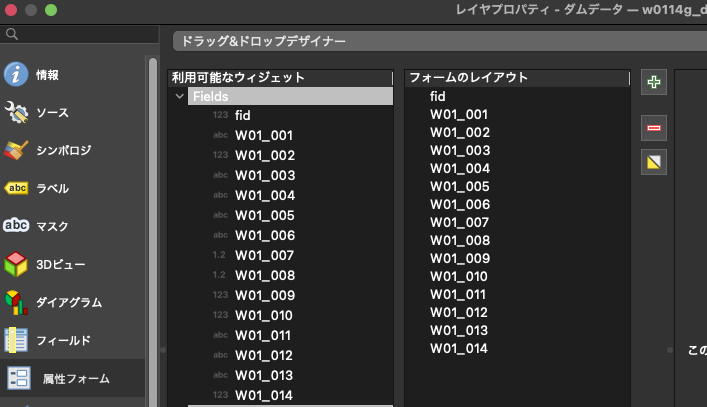 レイヤプロパティ - ダムデータ — w0114g_d
ドラッグ&ドロップデザイナー
情報
ソース
シンボロジ
abc ラベル
abc マスク
3Dビュー
ダイアグラム
フィールド
属性フォーム
利用可能なウィジェット
Fields
123 fid
abc W01_001
123 W01_002
abc W01_003
abc W01_004
abc W01_005
abc W01_006
1.2 W01_007
1.2 W01_008
123 W01_009
123 W01_010
abc W01_011
abc W01_012
abc W01_013
123 W01_014
フォームのレイアウト
fid
W01_001
W01_002
W01_003
W01_004
W01_005
W01_006
W01_007
W01_008
W01_009
W01_010
W01_011
W01_012
W01_013
W01_014
この